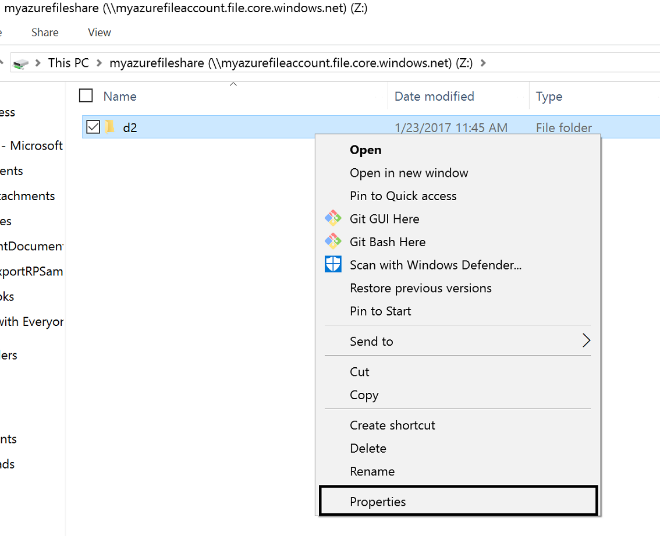 myazurefileshare (\\myazurefileaccount.file.core.windows.net) (Z:)
Share View
This PC > myazurefileshare (\\myazurefileaccount.file.core.windows.net) (Z:) >
Name Date modified Type
ess
d2 1/23/2017 11:45 AM File folder
- Microsoft
Open
ents
Open in new window
tachments
Pin to Quick access
es
Git GUI Here
ntDocument
Git Bash Here
xportRPSam
Scan with Windows Defender...
oks
Restore previous versions
with Everyor
Pin to Start
Send to
ders
Cut
Copy
Create shortcut
nts
Delete
ads
Rename
Properties